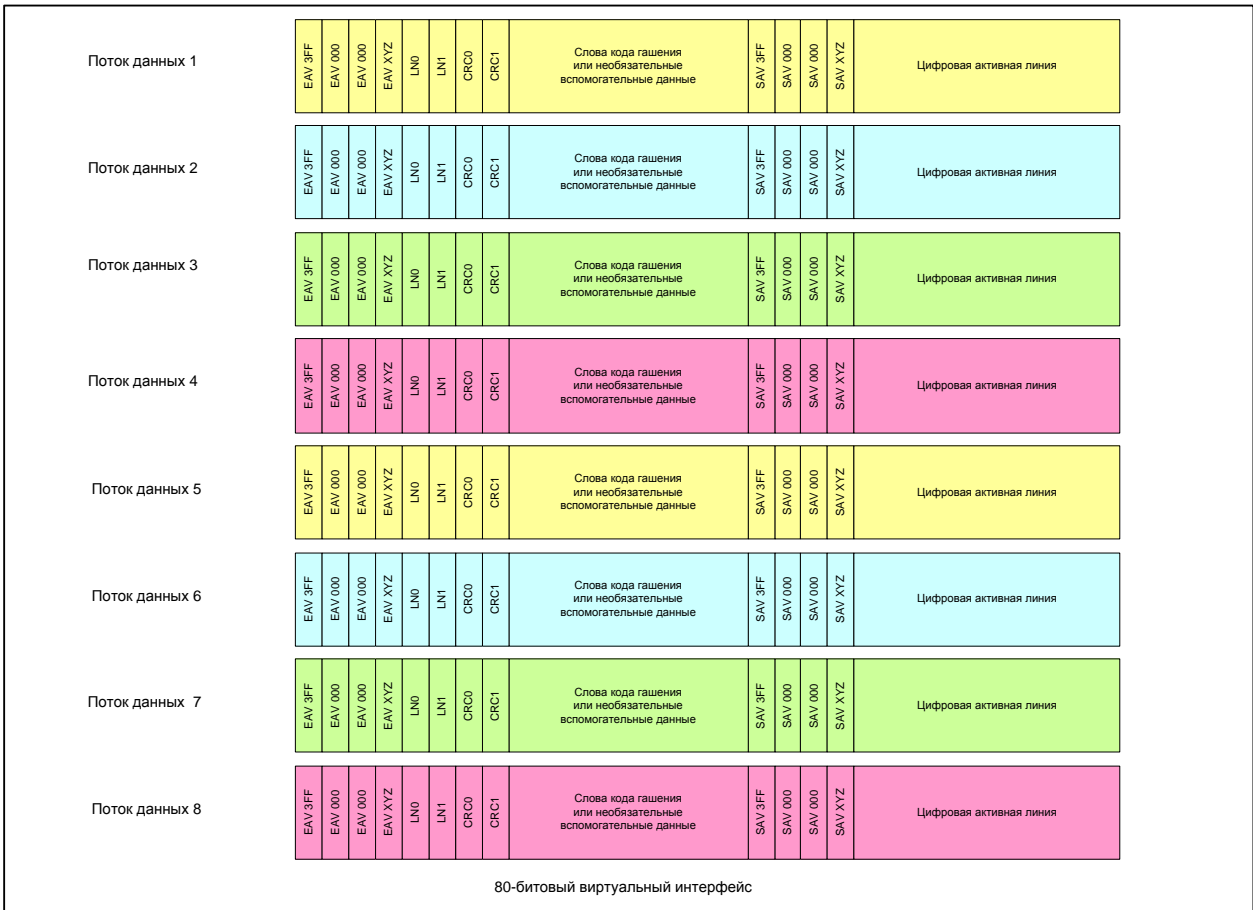 Поток данных 1
EAV 3FF
EAV 000
EAV 000
EAV XYZ
LN0
LN1
CRC0
CRC1
Слова кода гашения
или необязательные
вспомогательные данные
SAV 3FF
SAV 000
SAV 000
SAV XYZ
Цифровая активная линия
Поток данных 2
EAV 3FF
EAV 000
EAV 000
EAV XYZ
LN0
LN1
CRC0
CRC1
Слова кода гашения
или необязательные
вспомогательные данные
SAV 3FF
SAV 000
SAV 000
SAV XYZ
Цифровая активная линия
Поток данных 3
EAV 3FF
EAV 000
EAV 000
EAV XYZ
LN0
LN1
CRC0
CRC1
Слова кода гашения
или необязательные
вспомогательные данные
SAV 3FF
SAV 000
SAV 000
SAV XYZ
Цифровая активная линия
Поток данных 4
EAV 3FF
EAV 000
EAV 000
EAV XYZ
LN0
LN1
CRC0
CRC1
Слова кода гашения
или необязательные
вспомогательные данные
SAV 3FF
SAV 000
SAV 000
SAV XYZ
Цифровая активная линия
Поток данных 5
EAV 3FF
EAV 000
EAV 000
EAV XYZ
LN0
LN1
CRC0
CRC1
Слова кода гашения
или необязательные
вспомогательные данные
SAV 3FF
SAV 000
SAV 000
SAV XYZ
Цифровая активная линия
Поток данных 6
EAV 3FF
EAV 000
EAV 000
EAV XYZ
LN0
LN1
CRC0
CRC1
Слова кода гашения
или необязательные
вспомогательные данные
SAV 3FF
SAV 000
SAV 000
SAV XYZ
Цифровая активная линия
Поток данных 7
EAV 3FF
EAV 000
EAV 000
EAV XYZ
LN0
LN1
CRC0
CRC1
Слова кода гашения
или необязательные
вспомогательные данные
SAV 3FF
SAV 000
SAV 000
SAV XYZ
Цифровая активная линия
Поток данных 8
EAV 3FF
EAV 000
EAV 000
EAV XYZ
LN0
LN1
CRC0
CRC1
Слова кода гашения
или необязательные
вспомогательные данные
SAV 3FF
SAV 000
SAV 000
SAV XYZ
Цифровая активная линия
80-битовый виртуальный интерфейс